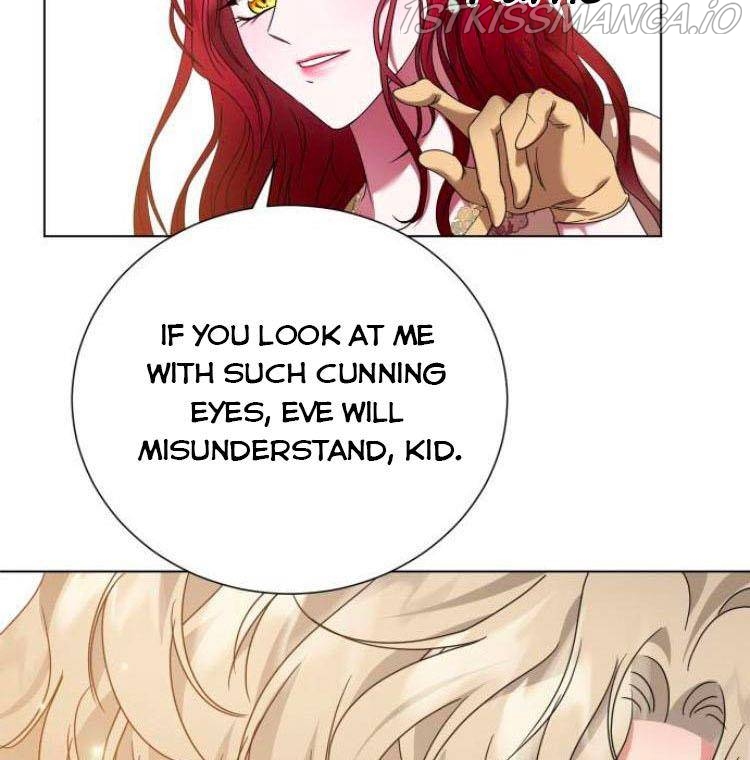 1STKISSMANGA.IO
IF YOU LOOK AT ME
WITH SUCH CUNNING
EYES, EVE WILL
MISUNDERSTAND, KID.